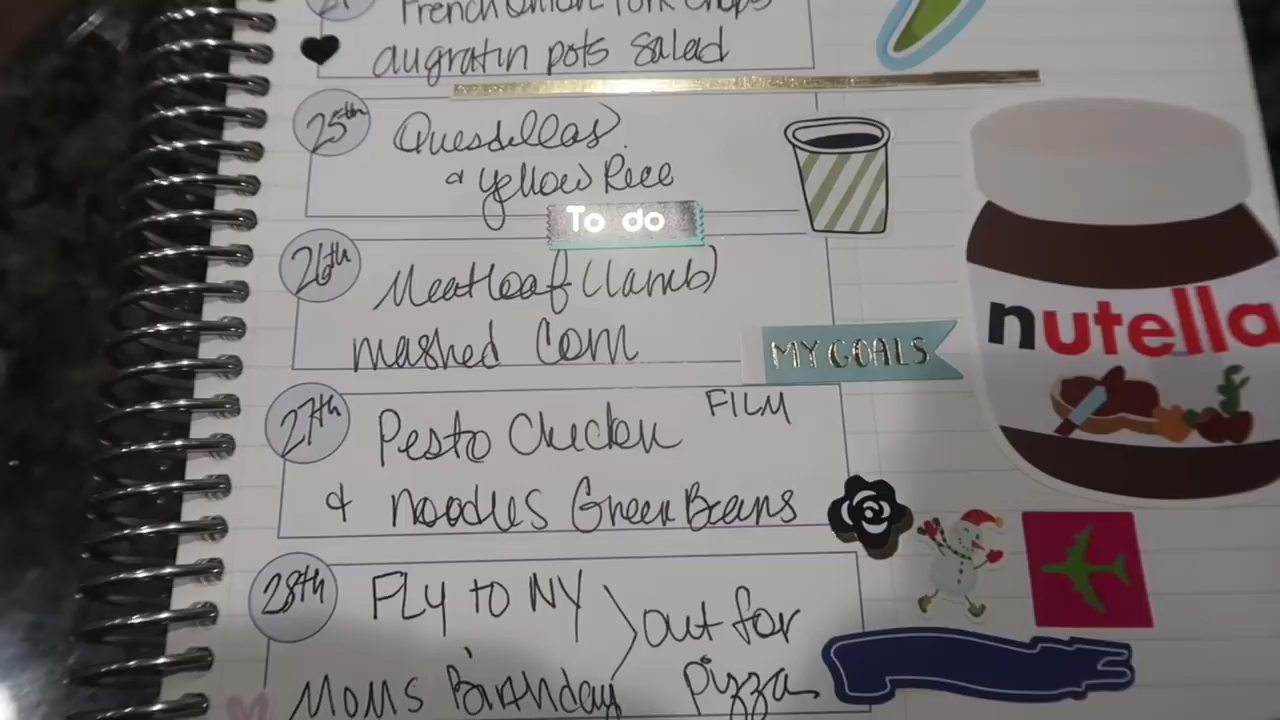 French Onion Pork Chops
augratin pots salad
25th
Quesdillas
& yellow Rice
To do
26th
Meatloaf (lamb)
mashed Corn
MY GOALS
nutella
27th
Pesto Chicken FILM
& noodles Green Beans
28th
FLy to NY
Moms Birthday
out for
pizza